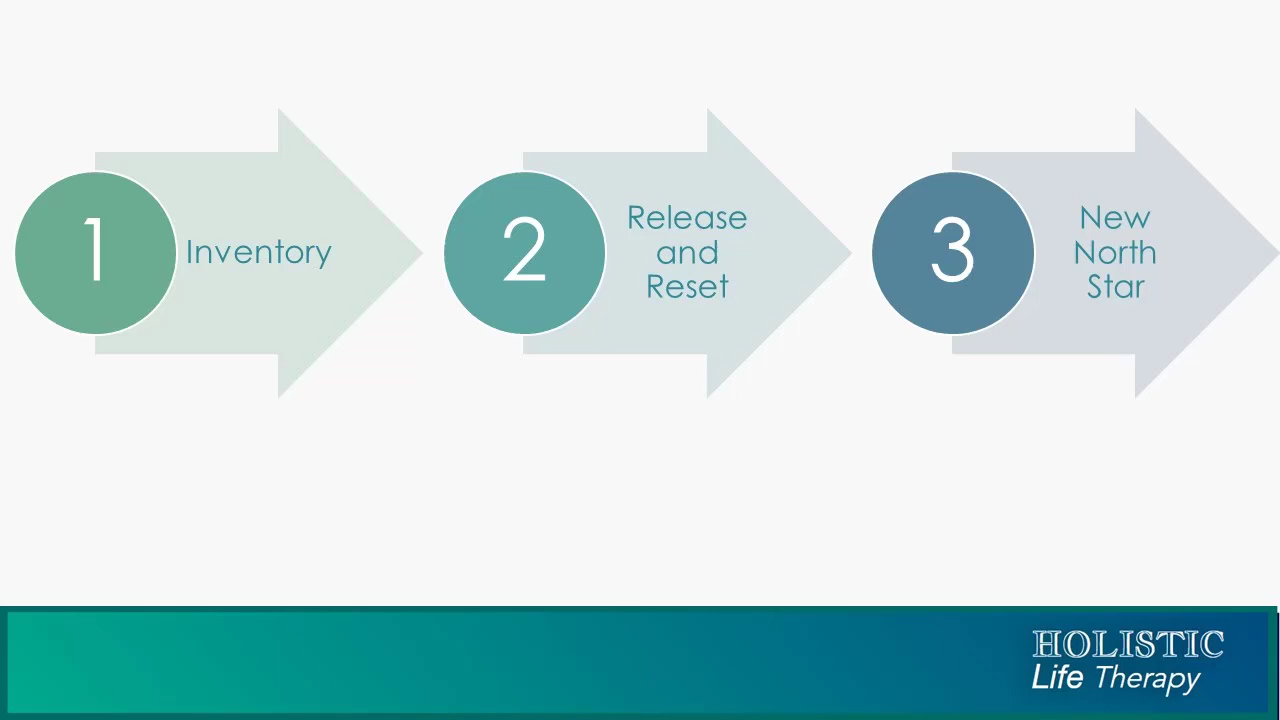 1
Inventory
2
Release
and
Reset
3
New
North
Star
HOLISTIC
Life Therapy